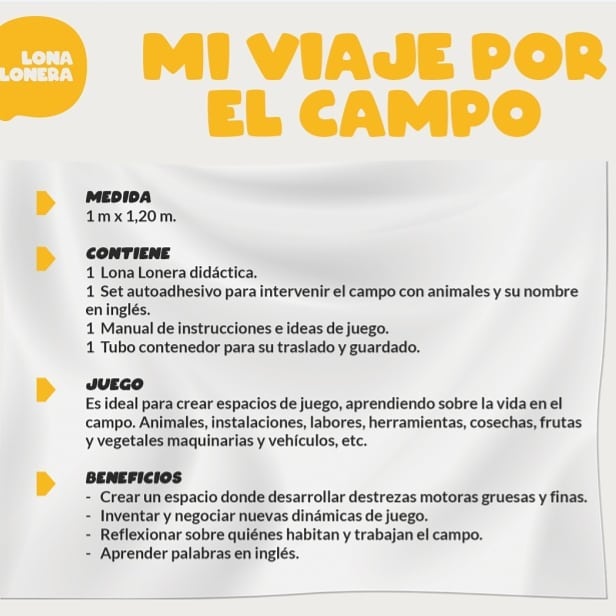 LONA
LONERA
MI VIAJE POR
EL CAMPO
MEDIDA
1 m x 1,20 m.
CONTIENE
1 Lona Lonera didáctica.
1 Set autoadhesivo para intervenir el campo con animales y su nombre
en inglés.
1 Manual de instrucciones e ideas de juego.
1 Tubo contenedor para su traslado y guardado.
JUEGO
Es ideal para crear espacios de juego, aprendiendo sobre la vida en el
campo. Animales, instalaciones, labores, herramientas, cosechas, frutas
y vegetales maquinarias y vehículos, etc.
BENEFICIOS
- Crear un espacio donde desarrollar destrezas motoras gruesas y finas.
- Inventar y negociar nuevas dinámicas de juego.
- Reflexionar sobre quiénes habitan y trabajan el campo.
- Aprender palabras en inglés.